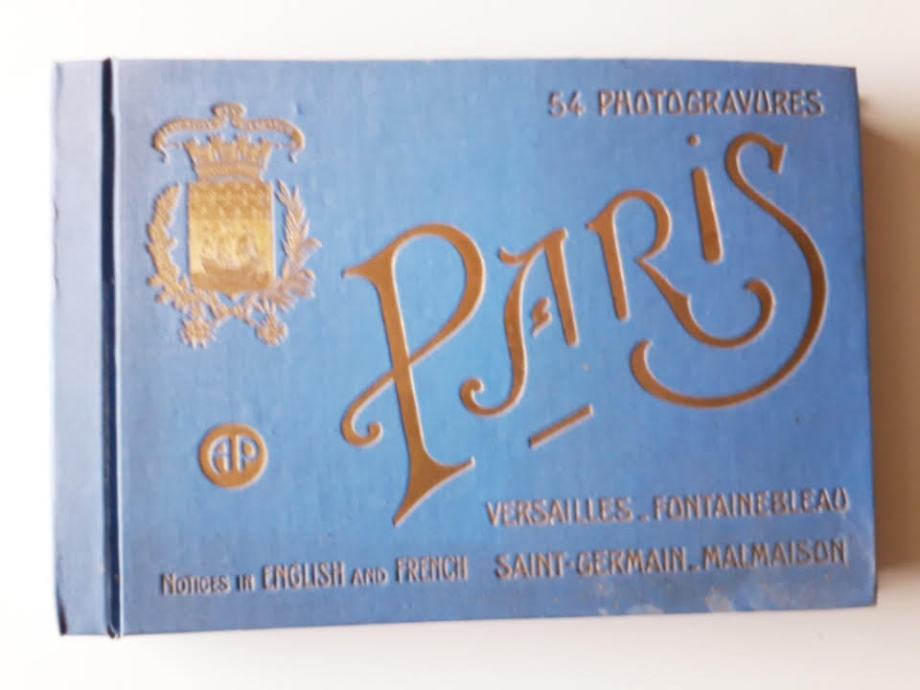 54 PHOTOGRAVURES
PARIS
AP
VERSAILLES - FONTAINEBLEAU
NOTICES IN ENGLISH AND FRENCH
SAINT-GERMAIN - MALMAISON